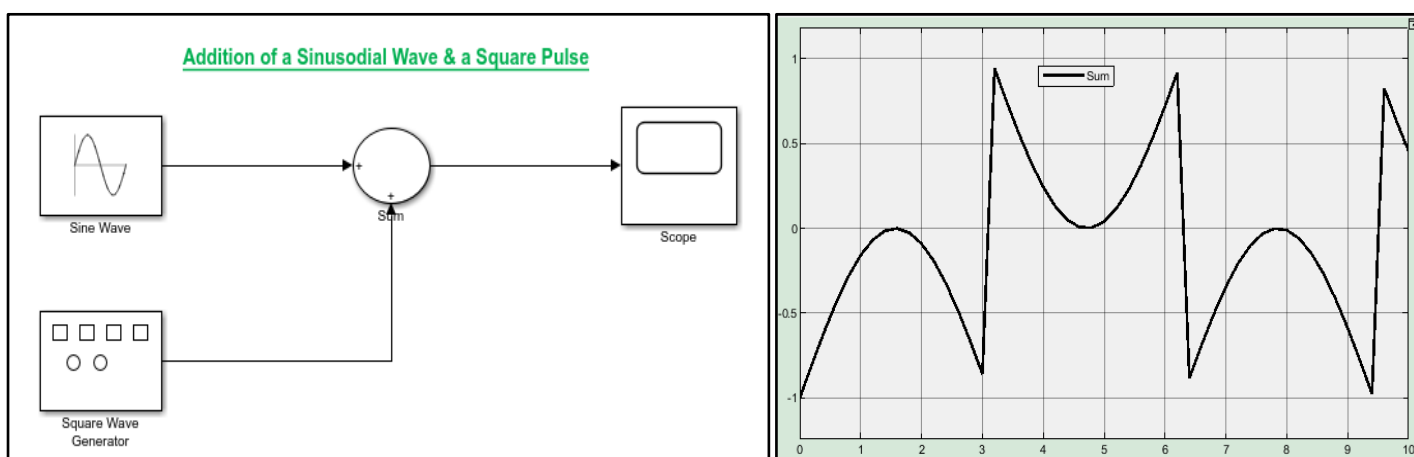 Addition of a Sinusodial Wave & a Square Pulse
+
+
Sine Wave
Sum
Scope
Square Wave
Generator
1
0.5
0
-0.5
-1
Sum
0 1 2 3 4 5 6 7 8 9 10